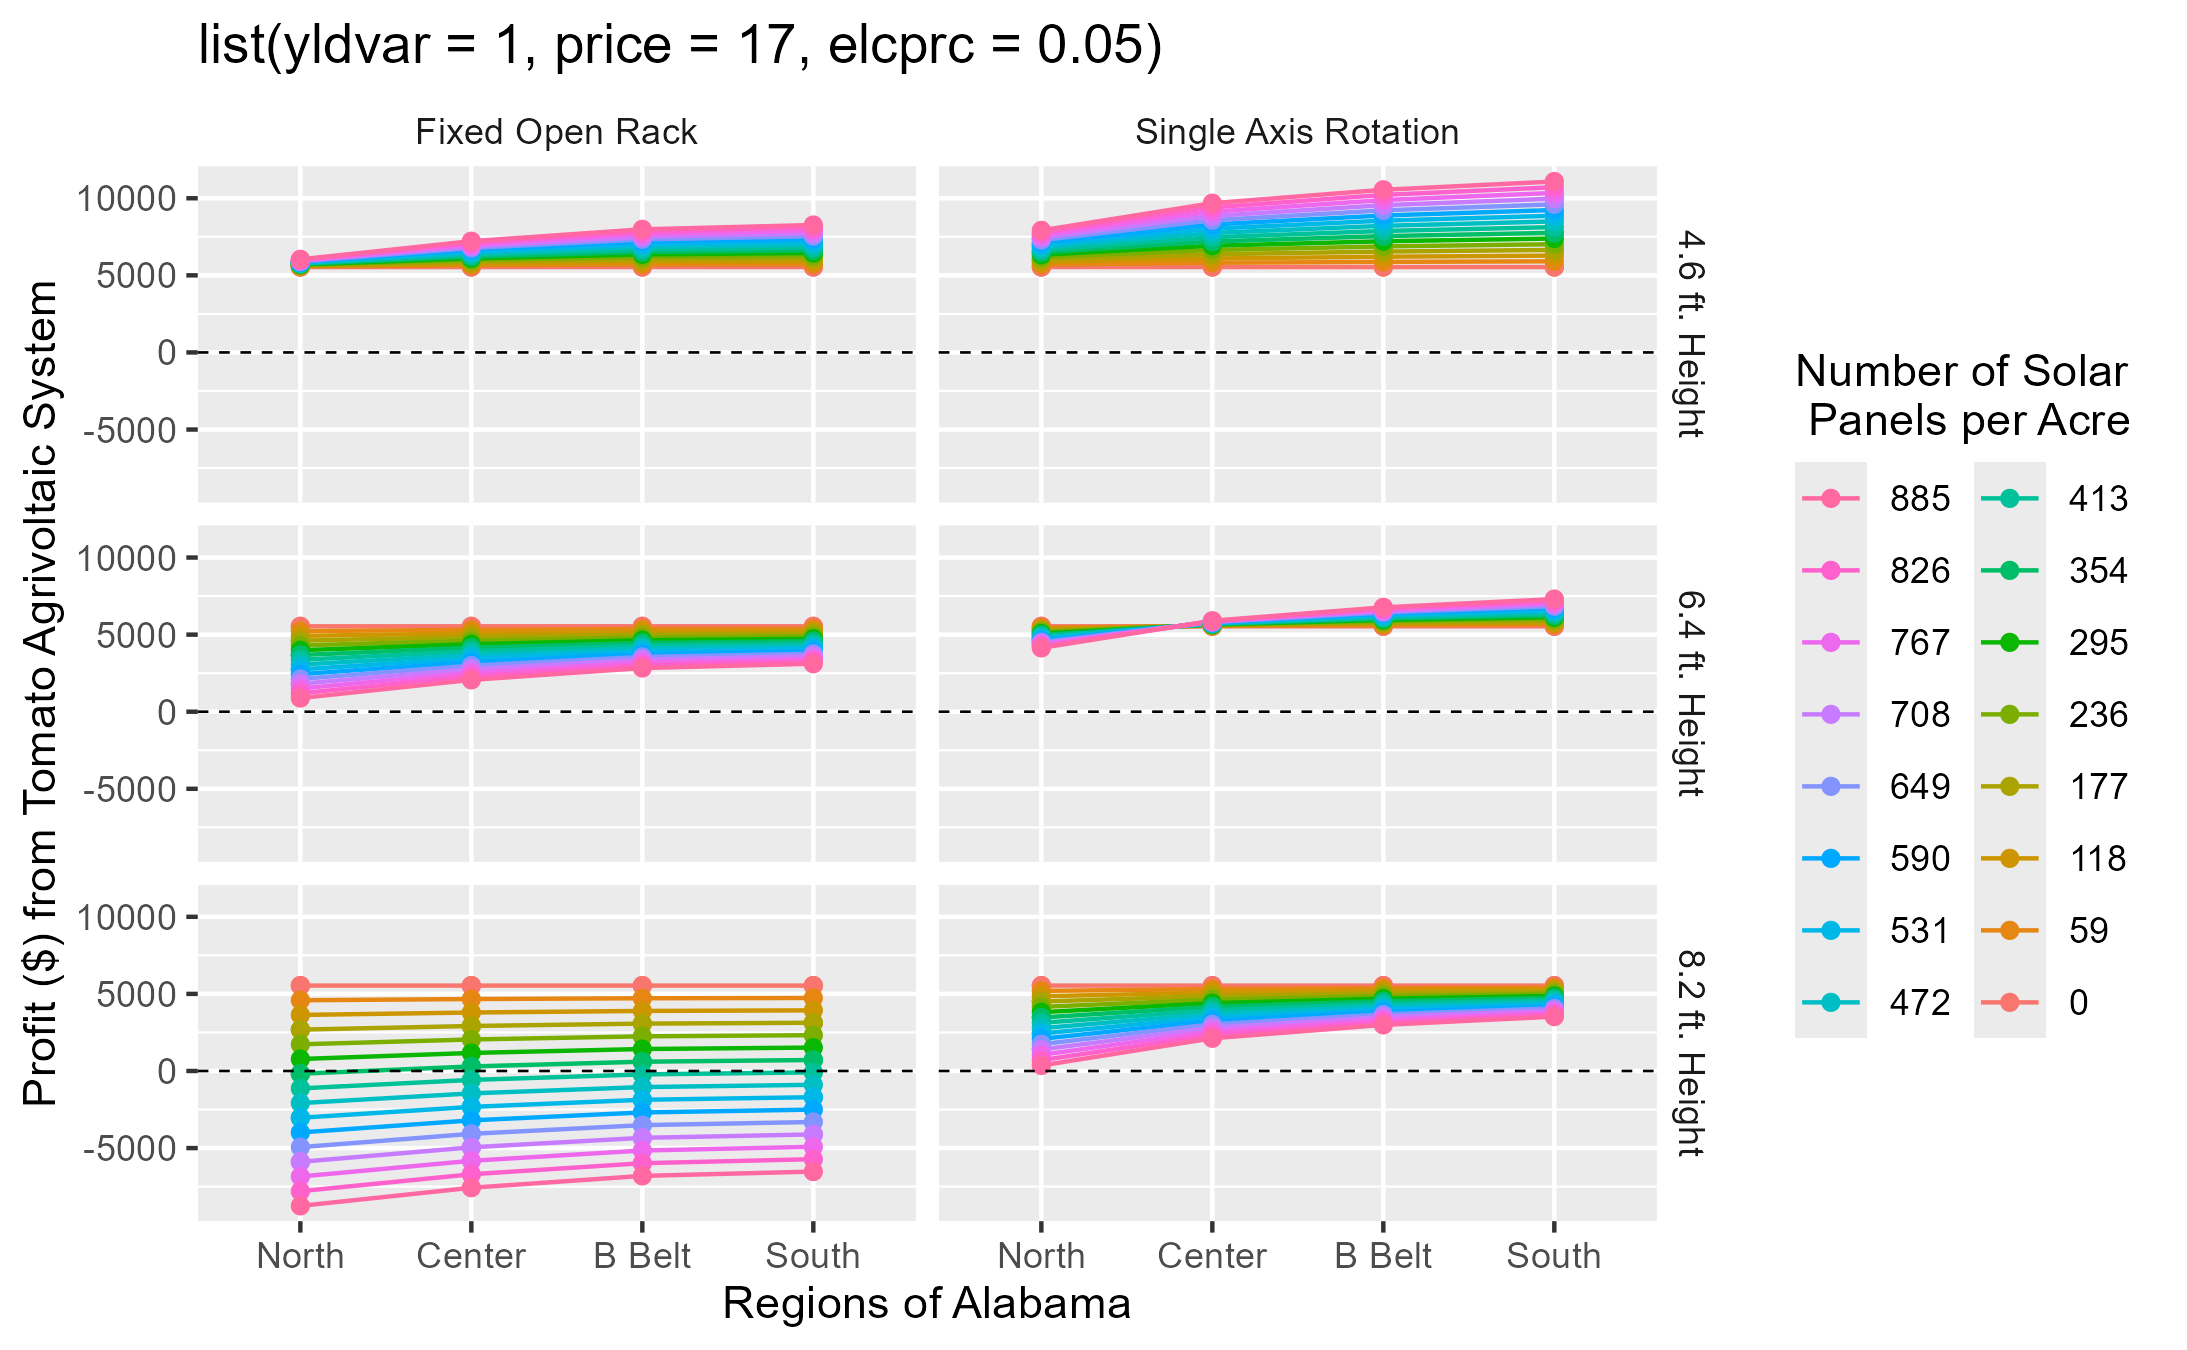 list(yldvar = 1, price = 17, elcprc = 0.05)
Fixed Open Rack
Single Axis Rotation
Profit ($) from Tomato Agrivoltaic System
10000
5000
0
-5000
4.6 ft. Height
10000
5000
0
-5000
6.4 ft. Height
10000
5000
0
-5000
8.2 ft. Height
North Center B Belt South
North Center B Belt South
Regions of Alabama
Number of Solar
Panels per Acre
885
826
767
708
649
590
531
472
413
354
295
236
177
118
59
0